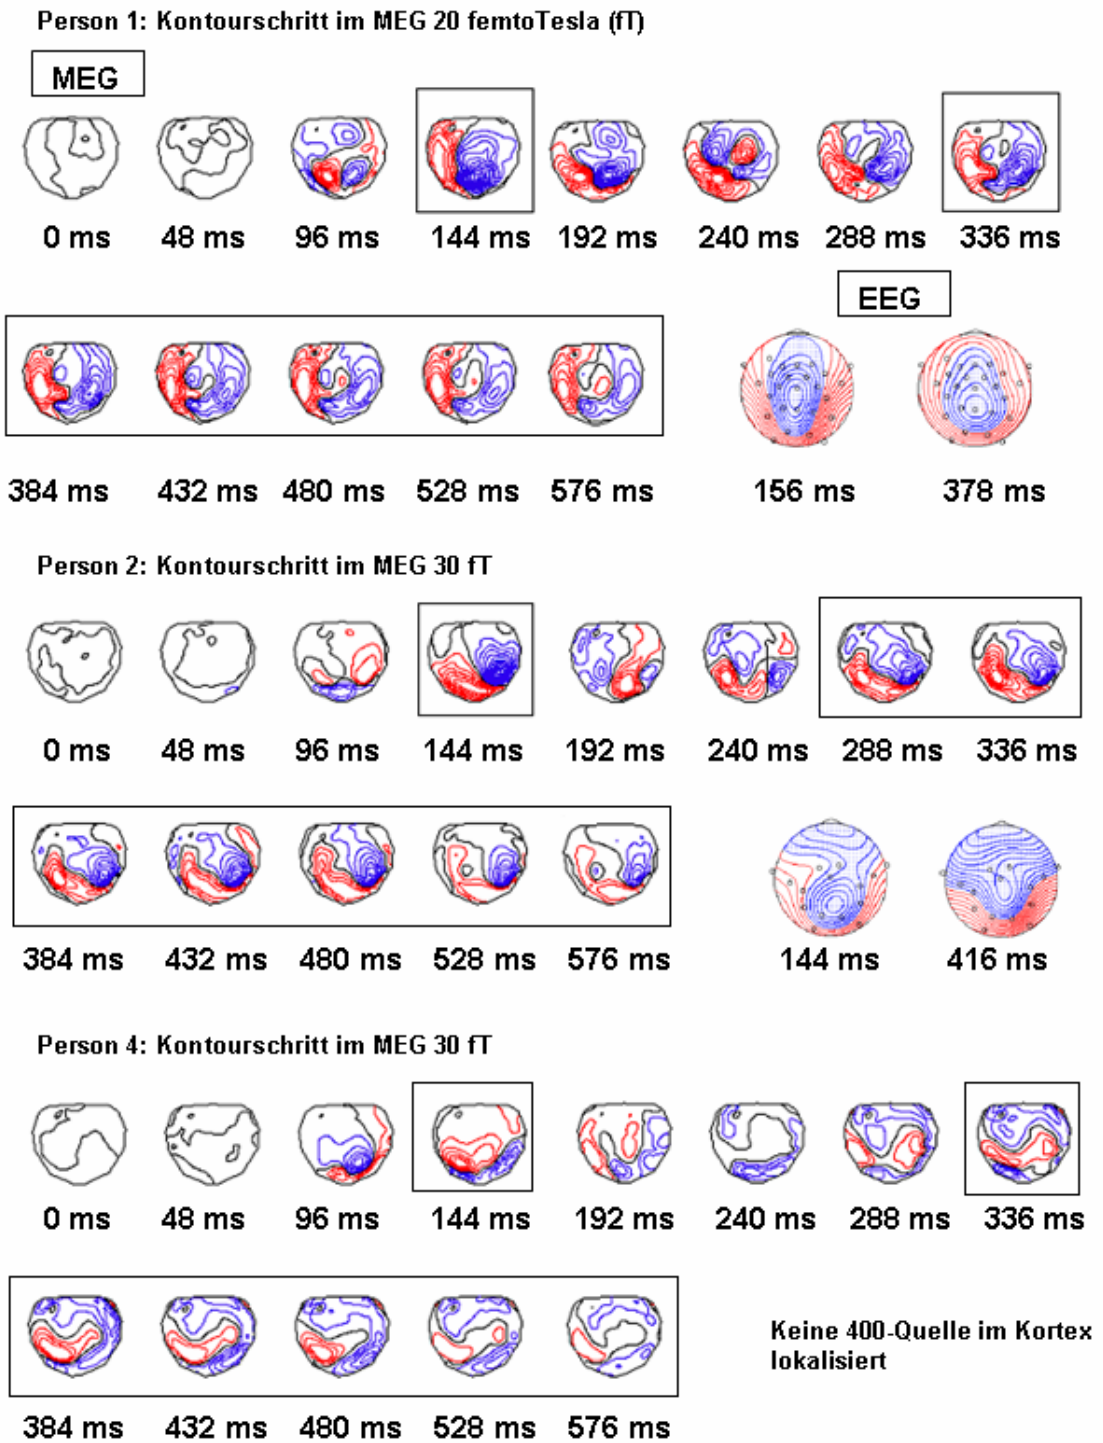 Person 1: Kontourschritt im MEG 20 femtoTesla (fT)
MEG
0 ms 48 ms 96 ms 144 ms 192 ms 240 ms 288 ms 336 ms
EEG
384 ms 432 ms 480 ms 528 ms 576 ms 156 ms 378 ms
Person 2: Kontourschritt im MEG 30 fT
0 ms 48 ms 96 ms 144 ms 192 ms 240 ms 288 ms 336 ms
384 ms 432 ms 480 ms 528 ms 576 ms 144 ms 416 ms
Person 4: Kontourschritt im MEG 30 fT
0 ms 48 ms 96 ms 144 ms 192 ms 240 ms 288 ms 336 ms
Keine 400-Quelle im Kortex
lokalisiert
384 ms 432 ms 480 ms 528 ms 576 ms